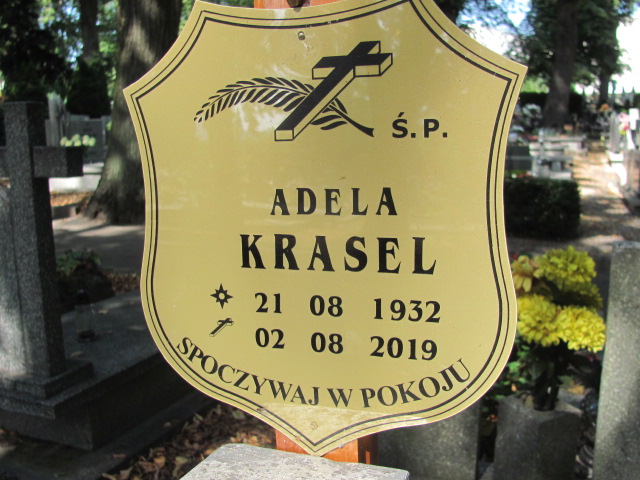 Ś.P.
ADELA
KRASEL
21 08 1932
02 08 2019
SPOCZYWAJ W POKOJU